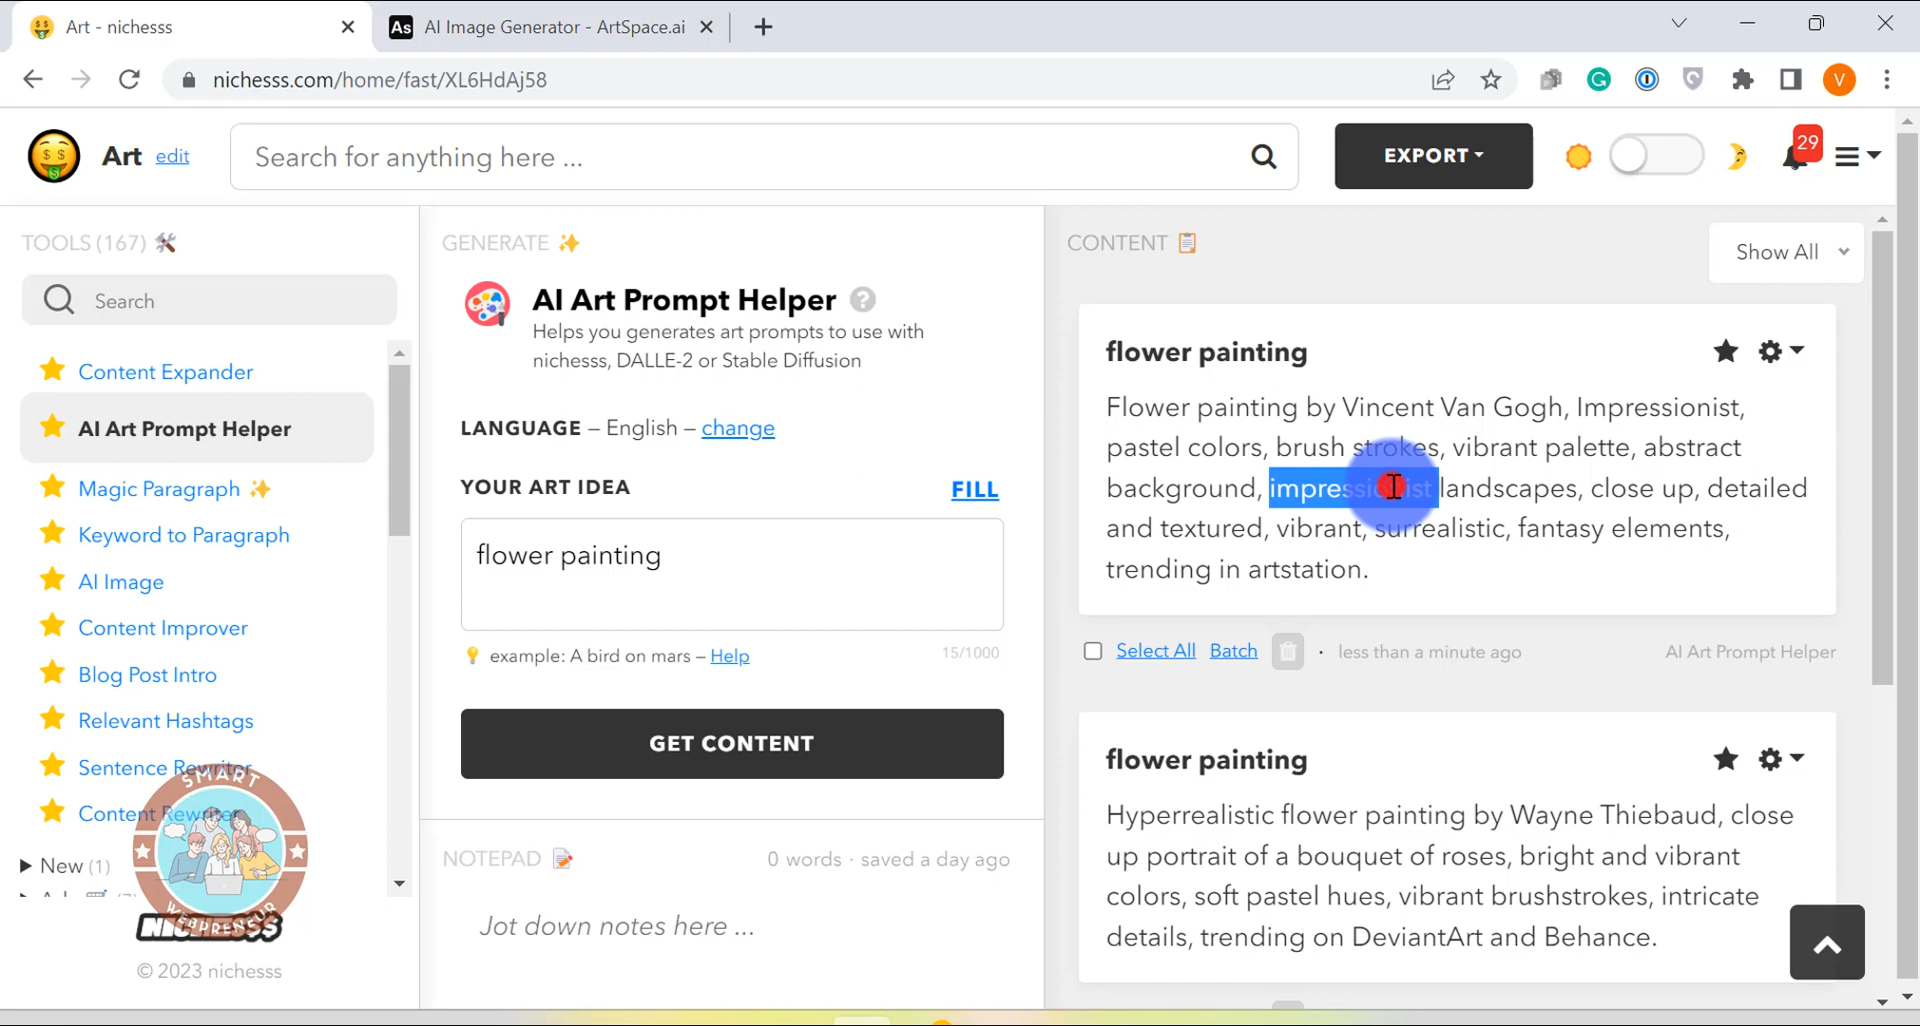 Art - nichesss
As AI Image Generator - ArtSpace.ai
nichesss.com/home/fast/XL6HdAj58
V
Art edit
Search for anything here ...
EXPORT
29
TOOLS (167)
Search
Content Expander
AI Art Prompt Helper
Magic Paragraph
Keyword to Paragraph
AI Image
Content Improver
Blog Post Intro
Relevant Hashtags
Sentence Rewriter
Content Rewriter
New (1)
SMART
WEBPRENEUR
NICHESSS
© 2023 nichesss
GENERATE
AI Art Prompt Helper ?
Helps you generates art prompts to use with
nichesss, DALLE-2 or Stable Diffusion
LANGUAGE – English – change
YOUR ART IDEA FILL
flower painting
example: A bird on mars – Help 15/1000
GET CONTENT
NOTEPAD 0 words · saved a day ago
Jot down notes here ...
CONTENT
Show All
flower painting
Flower painting by Vincent Van Gogh, Impressionist,
pastel colors, brush strokes, vibrant palette, abstract
background, impressionist landscapes, close up, detailed
and textured, vibrant, surrealistic, fantasy elements,
trending in artstation.
Select All Batch · less than a minute ago AI Art Prompt Helper
flower painting
Hyperrealistic flower painting by Wayne Thiebaud, close
up portrait of a bouquet of roses, bright and vibrant
colors, soft pastel hues, vibrant brushstrokes, intricate
details, trending on DeviantArt and Behance.